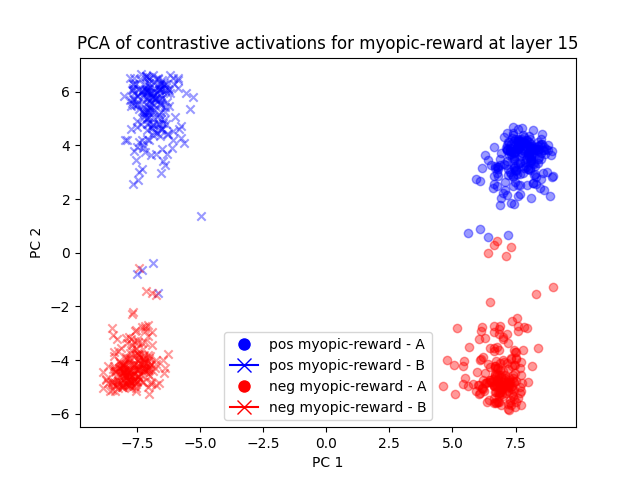 PCA of contrastive activations for myopic-reward at layer 15
PC 2
6
4
2
0
−2
−4
−6
pos myopic-reward - A
pos myopic-reward - B
neg myopic-reward - A
neg myopic-reward - B
−7.5 −5.0 −2.5 0.0 2.5 5.0 7.5
PC 1